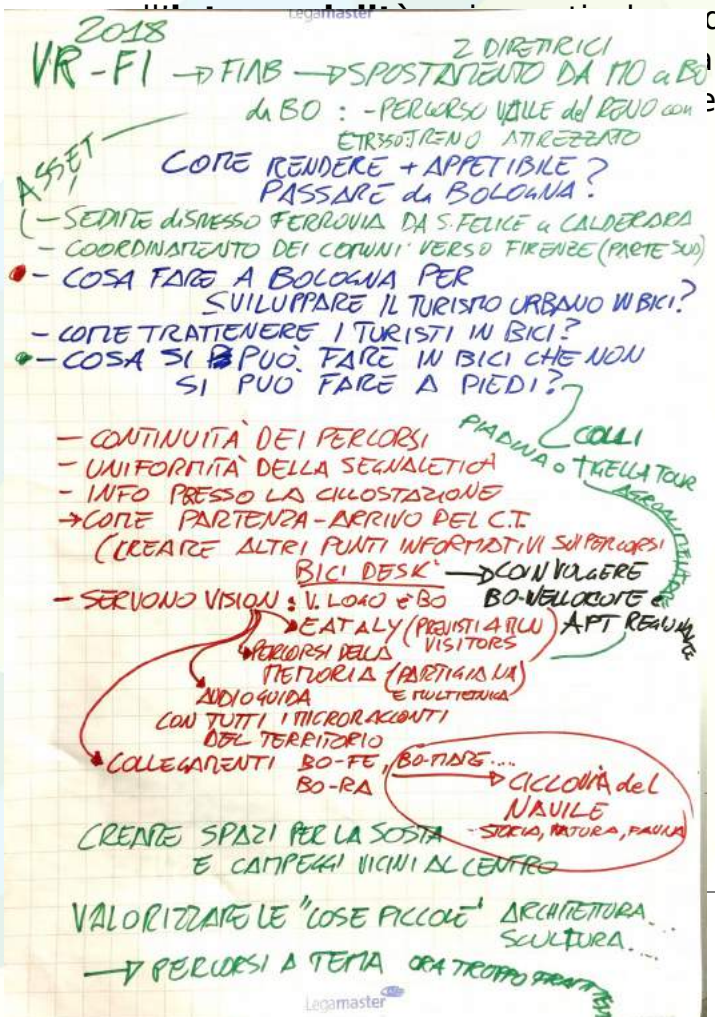 Legamaster
2018
2 DIRETTRICI
VR-FI → FIAB → SPOSTAMENTO DA MO a BO
da BO : - PERCORSO VALLE del RENO con
TRENO ATTREZZATO
ASSET
COME RENDERE + APPETIBILE ?
PASSARE da BOLOGNA ?
- SEDIME dismesso FERROVIA DA S. FELICE a CALDERARA
- COORDINAMENTO DEI COMUNI VERSO FIRENZE (PARTE SUD)
- COSA FARE A BOLOGNA PER
SVILUPPARE IL TURISMO URBANO IN BICI?
- COME TRATTENERE I TURISTI IN BICI?
- COSA SI PUÒ FARE IN BICI CHE NON
SI PUÒ FARE A PIEDI?
COLLI
PIADINA o TIGELLA TOUR
- CONTINUITÀ DEI PERCORSI
- UNIFORMITÀ DELLA SEGNALETICA
- INFO PRESSO LA CICLOSTAZIONE
→ COME PARTENZA-ARRIVO DEL C.T.
(CREARE ALTRI PUNTI INFORMATIVI SUI PERCORSI
BICI DESK → COINVOLGERE
BO-WELLCOME e
APT REGIONALE
- SERVONO VISION : V. LOGO è BO
EATALY (PREVISTI 4 MLN
VISITORS)
PERCORSI DELLA
MEMORIA (PARTIGIANA
E MULTIETNICA)
AUDIOGUIDA
CON TUTTI I MICRORACCONTI
DEL TERRITORIO
COLLEGAMENTI BO-FE, BO-MARE....
BO-RA
CICLOVIA del
NAVILE
- STORIA, NATURA, FAUNA
CREARE SPAZI PER LA SOSTA
E CAMPEGGI VICINI AL CENTRO
VALORIZZARE LE "COSE PICCOLE" ARCHITETTURA...
SCULTURA....
→ PERCORSI A TEMA ORA TROPPO
Legamaster